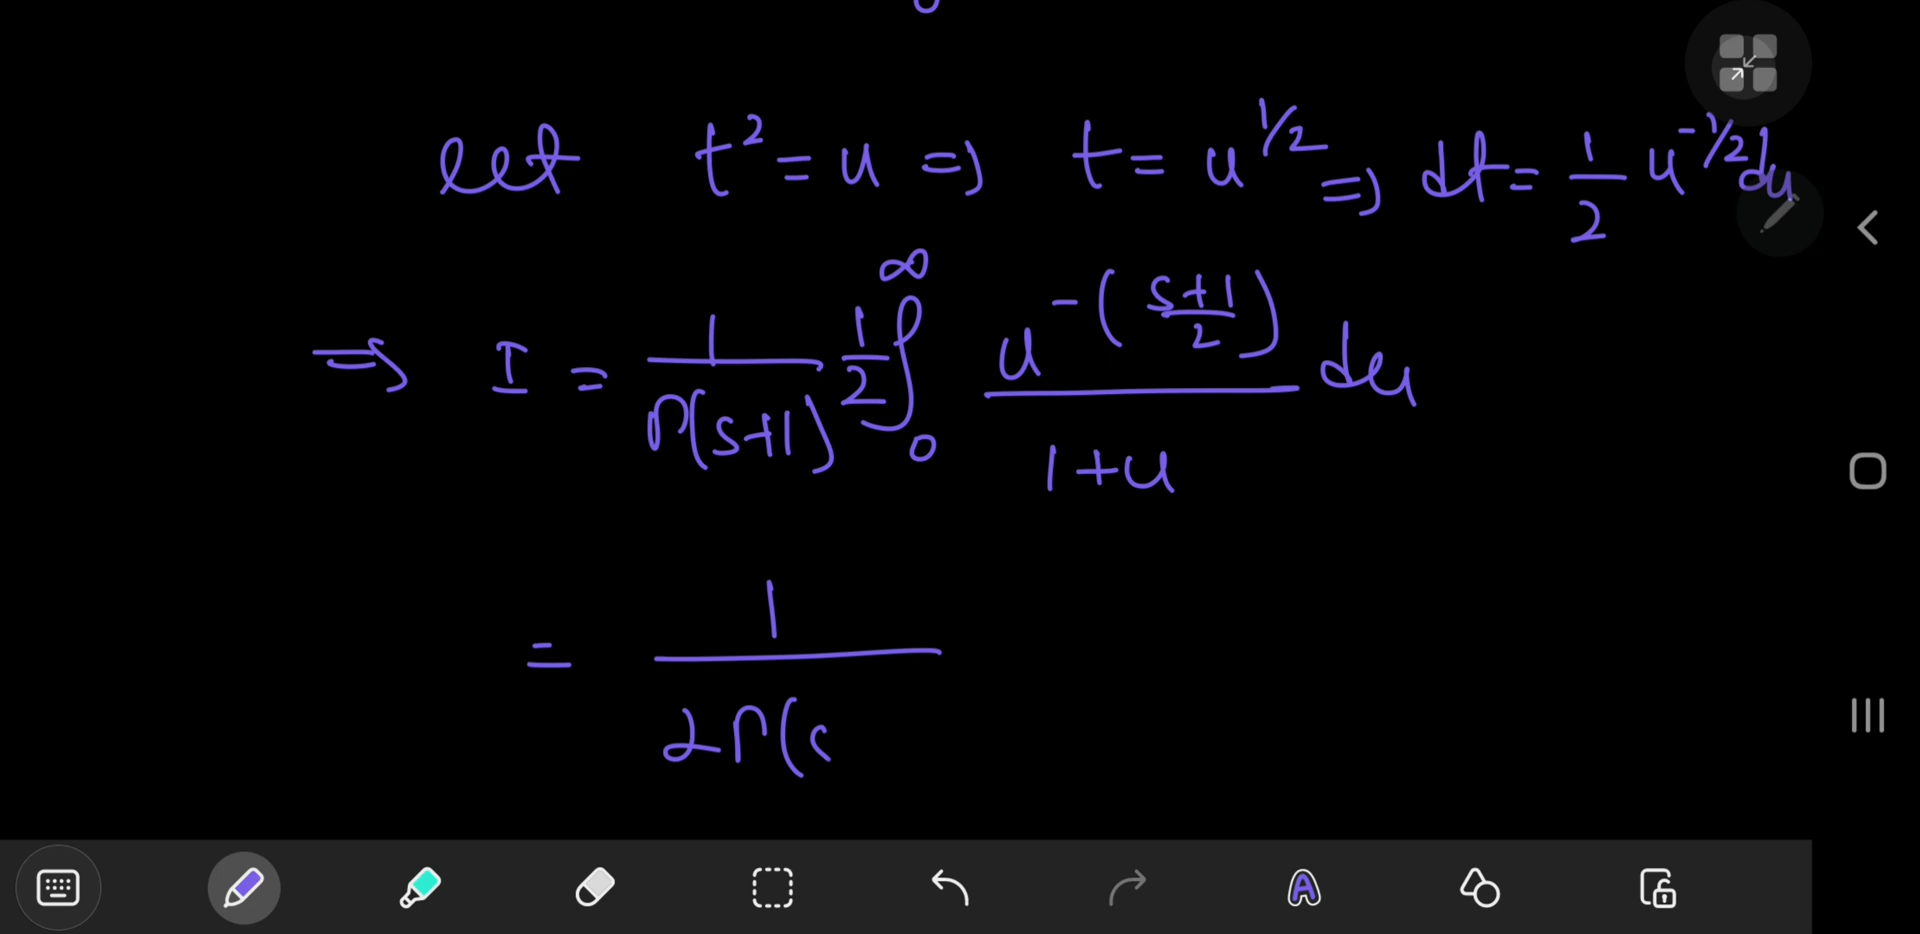 let t² = u => t = u^1/2 => dt = 1/2 u^-1/2 du
=> I = 1/Γ(s+1) 1/2 ∫₀^∞ u^-(s+1/2) / 1+u du
= 1 / 2Γ(s
A